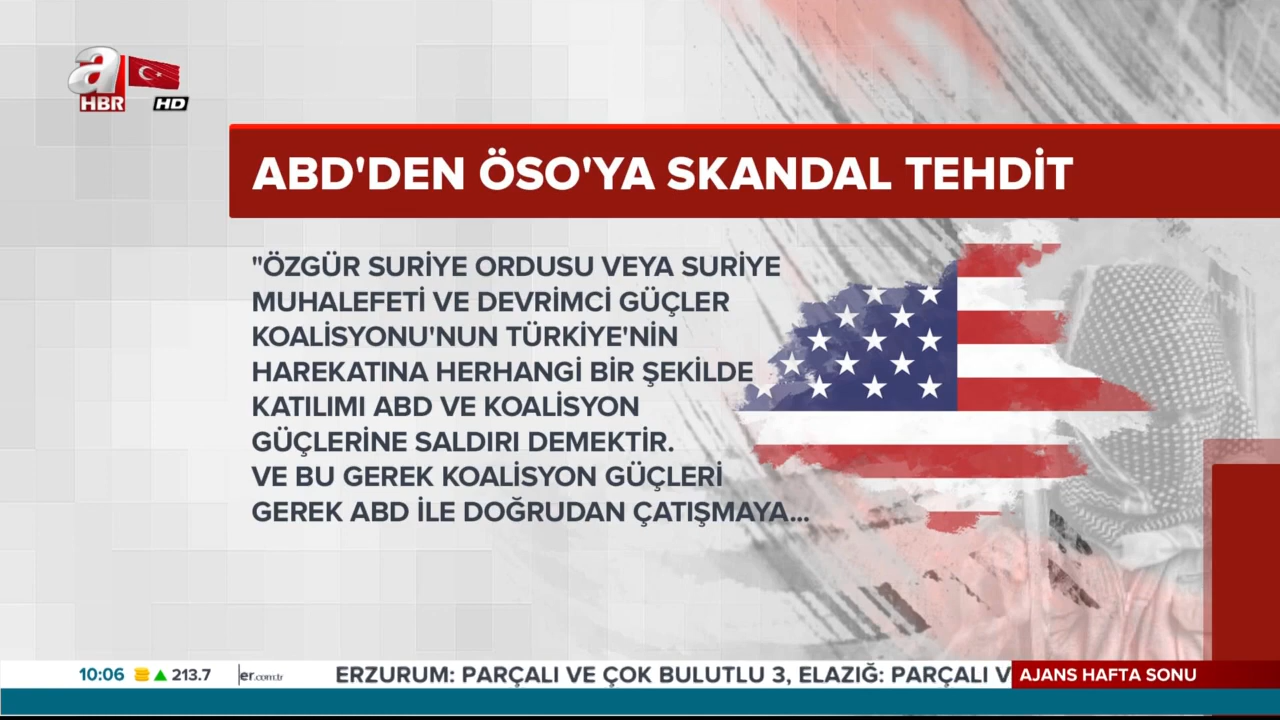 a
HBR
HD
ABD'DEN ÖSO'YA SKANDAL TEHDİT
"ÖZGÜR SURİYE ORDUSU VEYA SURİYE
MUHALEFETİ VE DEVRİMCİ GÜÇLER
KOALİSYONU'NUN TÜRKİYE'NİN
HAREKATINA HERHANGİ BİR ŞEKİLDE
KATILIMI ABD VE KOALİSYON
GÜÇLERİNE SALDIRI DEMEKTİR.
VE BU GEREK KOALİSYON GÜÇLERİ
GEREK ABD İLE DOĞRUDAN ÇATIŞMAYA...
10:06 213.7 er.com.tr ERZURUM: PARÇALI VE ÇOK BULUTLU 3, ELAZIĞ: PARÇALI V AJANS HAFTA SONU